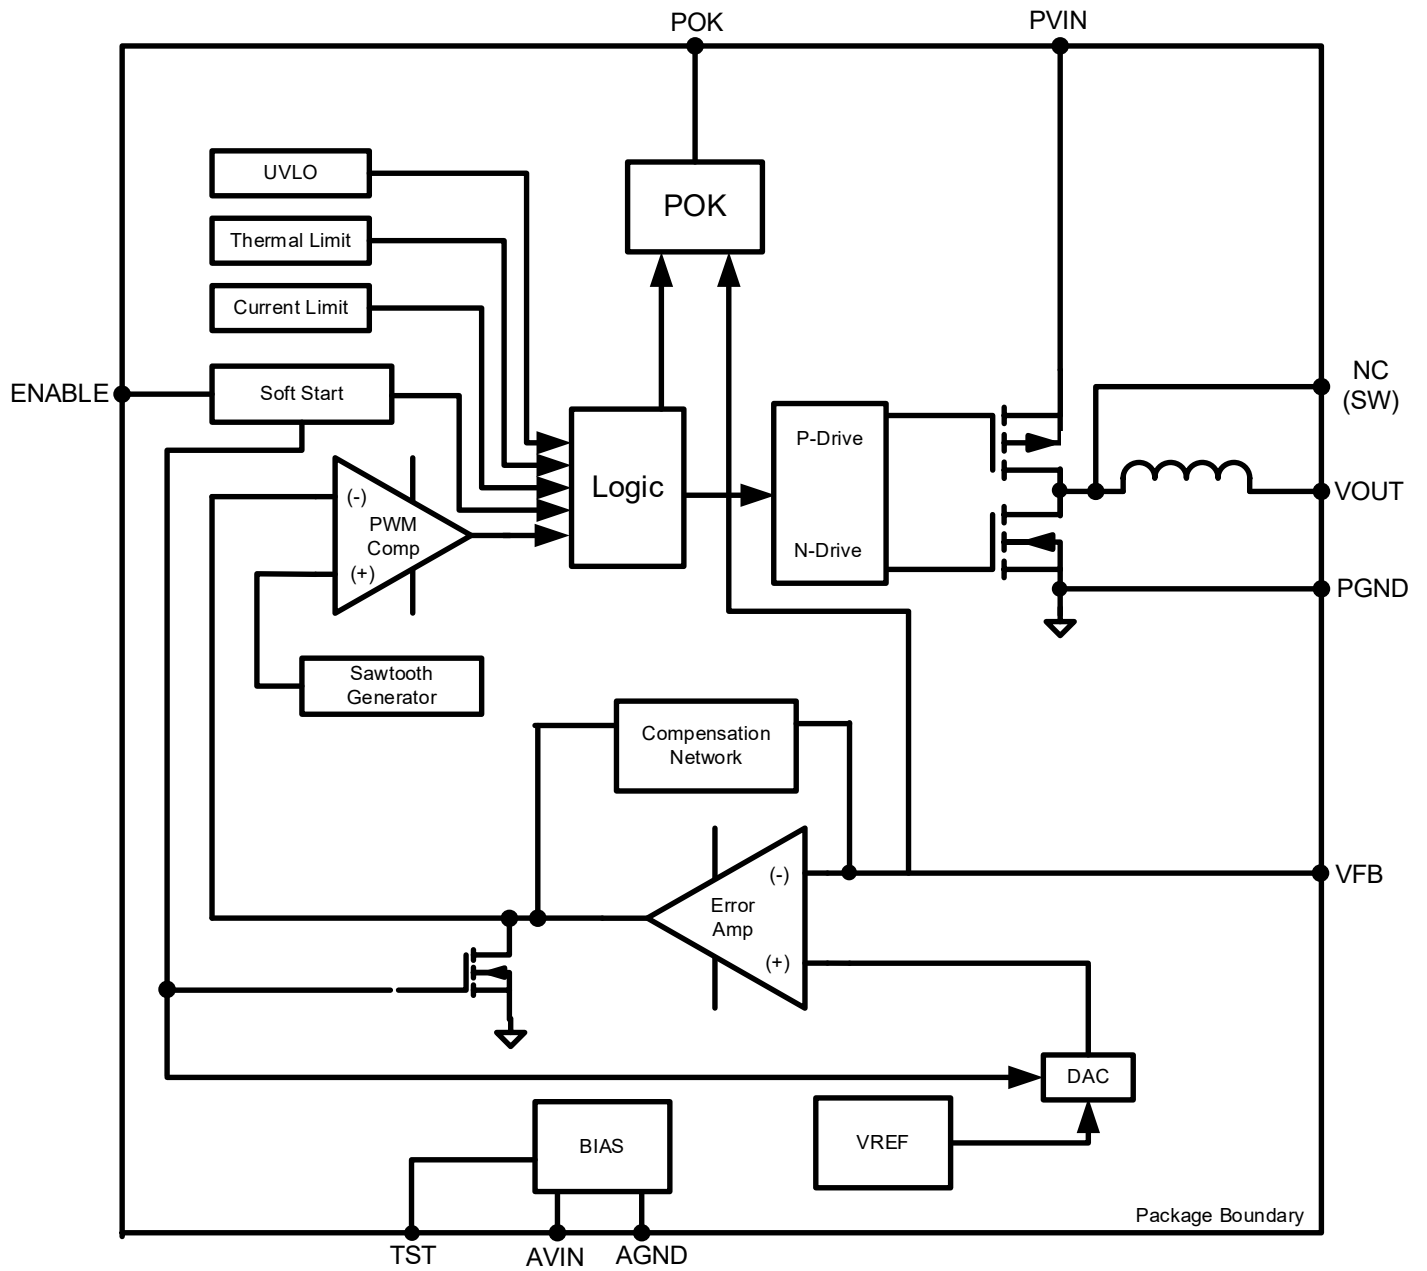 POK
PVIN
UVLO
POK
Thermal Limit
Current Limit
ENABLE
Soft Start
NC
(SW)
P-Drive
Logic
(-)
PWM
Comp
(+)
VOUT
N-Drive
PGND
Sawtooth
Generator
Compensation
Network
(-)
VFB
Error
Amp
(+)
DAC
BIAS
VREF
Package Boundary
TST
AVIN
AGND